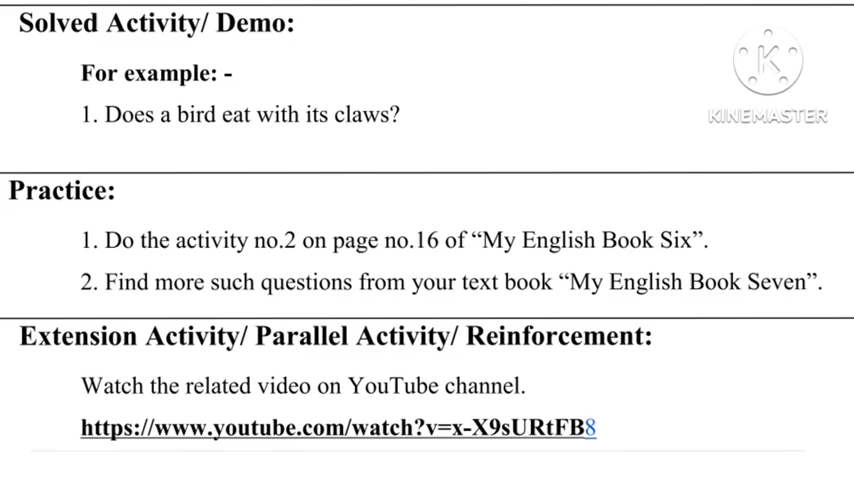 Solved Activity/ Demo:
For example: -
K
KINEMASTER
1. Does a bird eat with its claws?
Practice:
1. Do the activity no.2 on page no.16 of “My English Book Six”.
2. Find more such questions from your text book “My English Book Seven”.
Extension Activity/ Parallel Activity/ Reinforcement:
Watch the related video on YouTube channel.
https://www.youtube.com/watch?v=x-X9sURtFB8